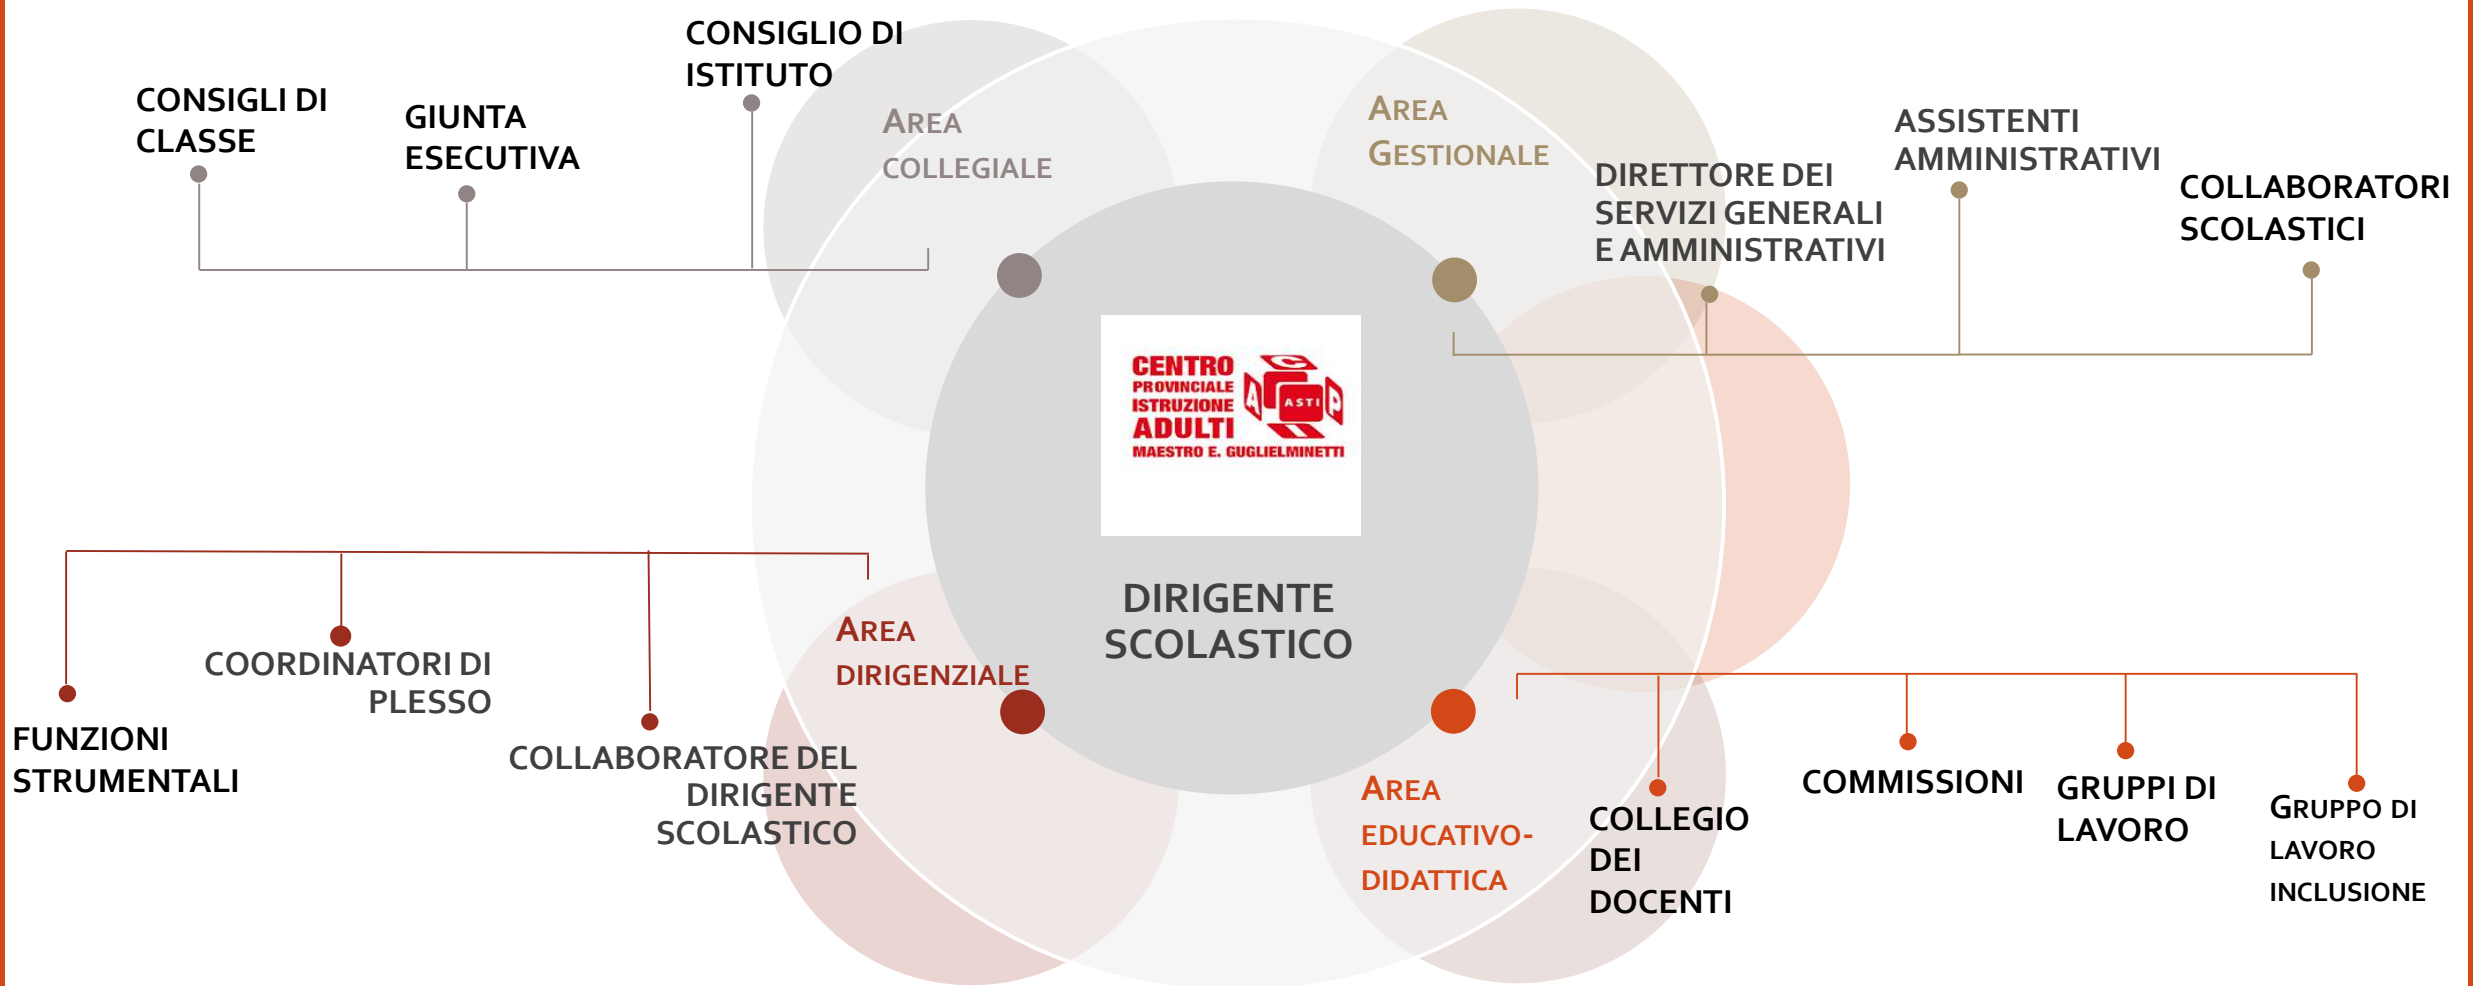 CONSIGLI DI
CLASSE
GIUNTA
ESECUTIVA
CONSIGLIO DI
ISTITUTO
AREA
COLLEGIALE
AREA
GESTIONALE
DIRETTORE DEI
SERVIZI GENERALI
E AMMINISTRATIVI
ASSISTENTI
AMMINISTRATIVI
COLLABORATORI
SCOLASTICI
CENTRO
PROVINCIALE
ISTRUZIONE
ADULTI
MAESTRO E. GUGLIELMINETTI
C
P
I
A
ASTI
DIRIGENTE
SCOLASTICO
FUNZIONI
STRUMENTALI
COORDINATORI DI
PLESSO
COLLABORATORE DEL
DIRIGENTE
SCOLASTICO
AREA
DIRIGENZIALE
AREA
EDUCATIVO-
DIDATTICA
COLLEGIO
DEI
DOCENTI
COMMISSIONI
GRUPPI DI
LAVORO
GRUPPO DI
LAVORO
INCLUSIONE